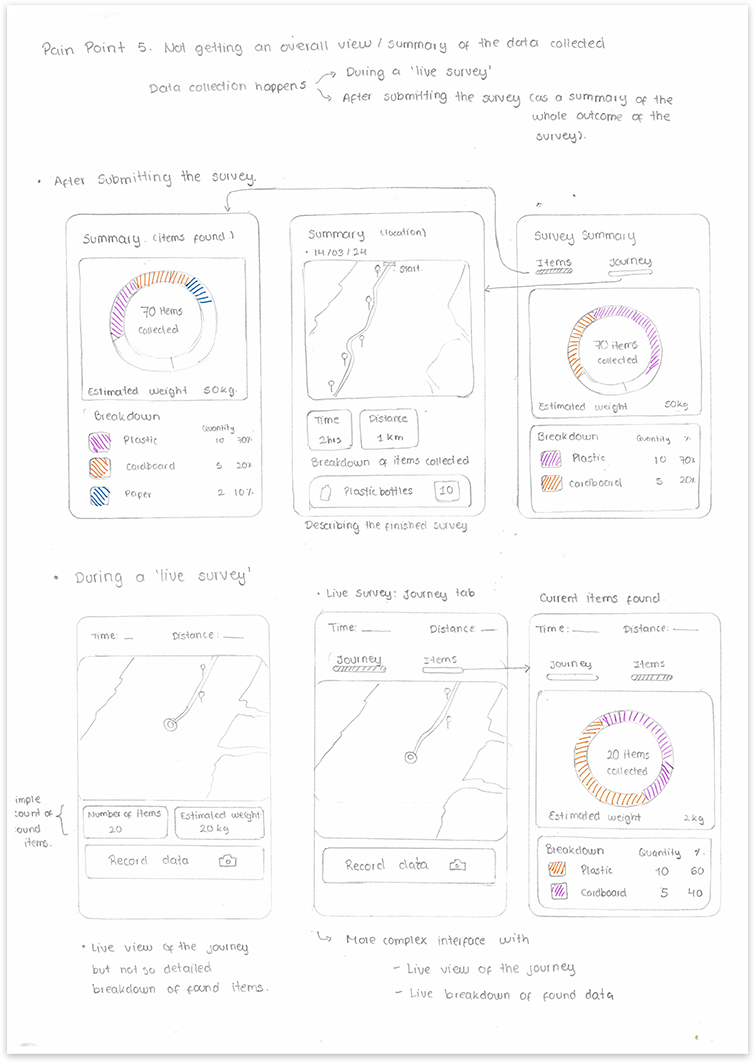 Pain Point 5. Not getting an overall view / summary of the data collected
Data collection happens
During a 'live survey'
After submitting the survey (as a summary of the
whole outcome of the
survey).
• After submitting the survey.
Summary (items found)
70 items
collected
Estimated weight 50kg.
Breakdown
Quantity
Plastic 10 70%
Cardboard 5 20%
Paper 2 10%
Summary (location)
• 14/03/24
Start
Time
2hrs
Distance
1 km
Breakdown of items collected
Plastic bottles 10
Describing the finished survey
Survey Summary
Items Journey
70 items
collected
Estimated weight 50kg
Breakdown Quantity %
Plastic 10 70%
Cardboard 5 20%
• During a 'live survey'
Time: __ Distance: ___
Number of items
20
Estimated weight
20 kg
imple
count of
ound
items.
Record data
• Live view of the journey
but not so detailed
breakdown of found items.
• Live survey: Journey tab
Time: ____ Distance: __
Journey Items
Record data
More complex interface with
- Live view of the journey
- Live breakdown of found data
Current items found
Time: ___ Distance: ___
Journey Items
20 items
collected
Estimated weight 2kg
Breakdown Quantity %
Plastic 10 60
Cardboard 5 40